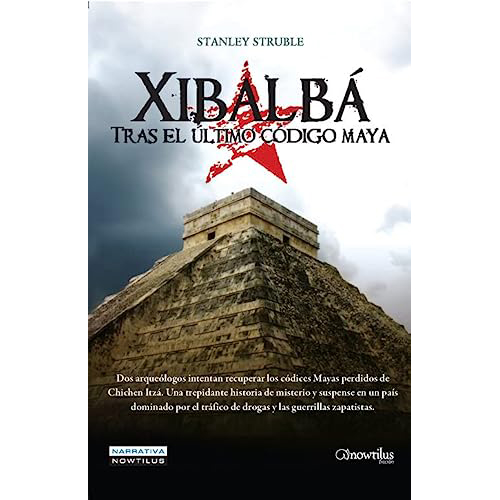 STANLEY STRUBLE
XIBALBÁ
TRAS EL ÚLTIMO CÓDIGO MAYA
Dos arqueólogos intentan recuperar los códices Mayas perdidos de
Chichen Itzá. Una trepidante historia de misterio y suspense en un país
dominado por el tráfico de drogas y las guerrillas zapatistas.
NARRATIVA
NOWTILUS
nowtilus
ficción